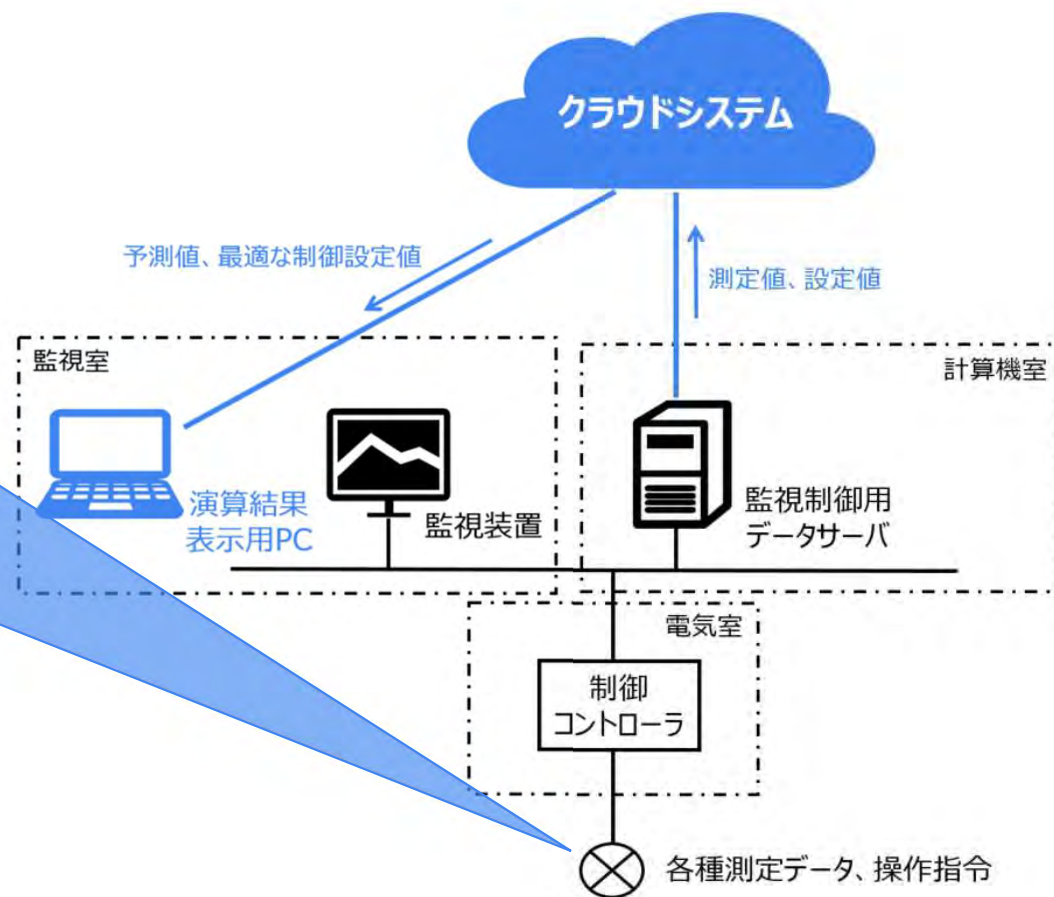 クラウドシステム
予測値、最適な制御設定値
測定値、設定値
監視室
計算機室
演算結果
表示用PC
監視装置
監視制御用
データサーバ
電気室
制御
コントローラ
各種測定データ、操作指令